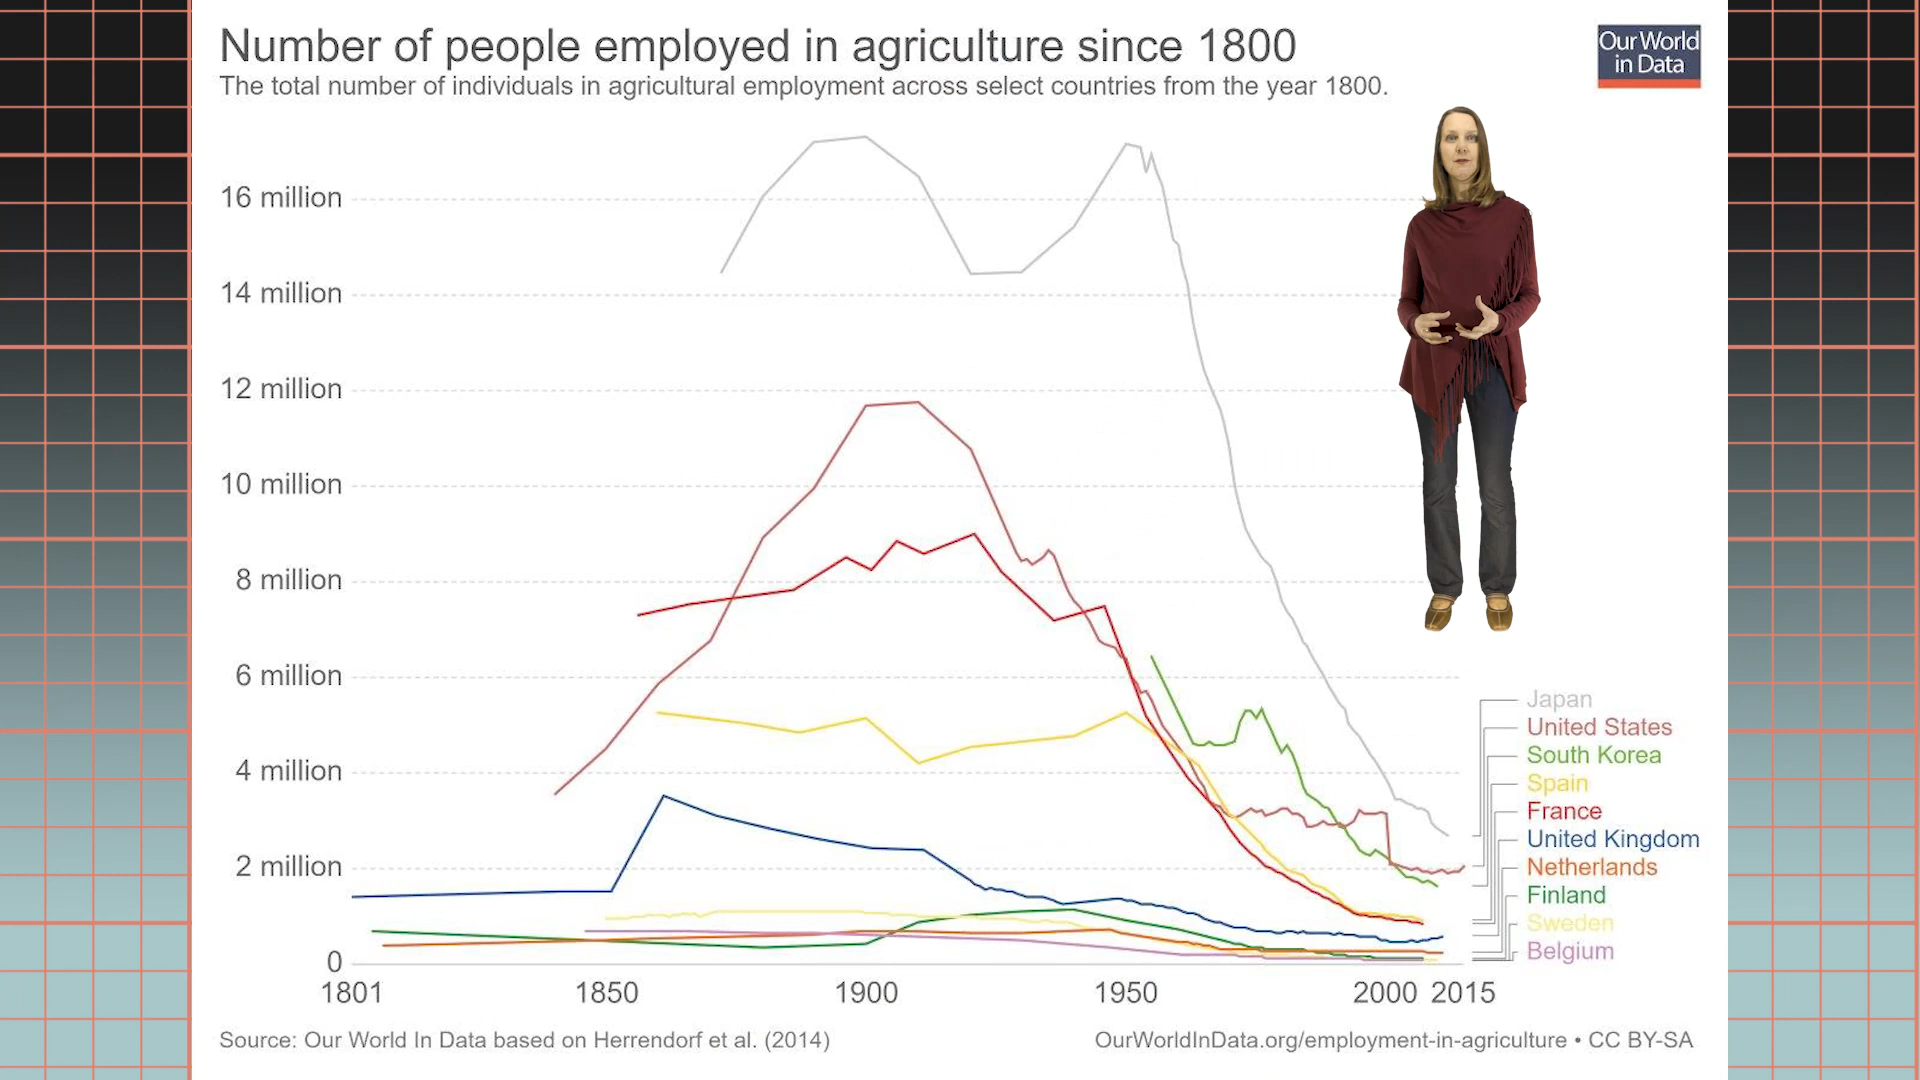 Number of people employed in agriculture since 1800
The total number of individuals in agricultural employment across select countries from the year 1800.
Our World
in Data
16 million
14 million
12 million
10 million
8 million
6 million
4 million
2 million
0
1801
1850
1900
1950
2000
2015
Japan
United States
South Korea
Spain
France
United Kingdom
Netherlands
Finland
Sweden
Belgium
Source: Our World In Data based on Herrendorf et al. (2014)
OurWorldInData.org/employment-in-agriculture • CC BY-SA